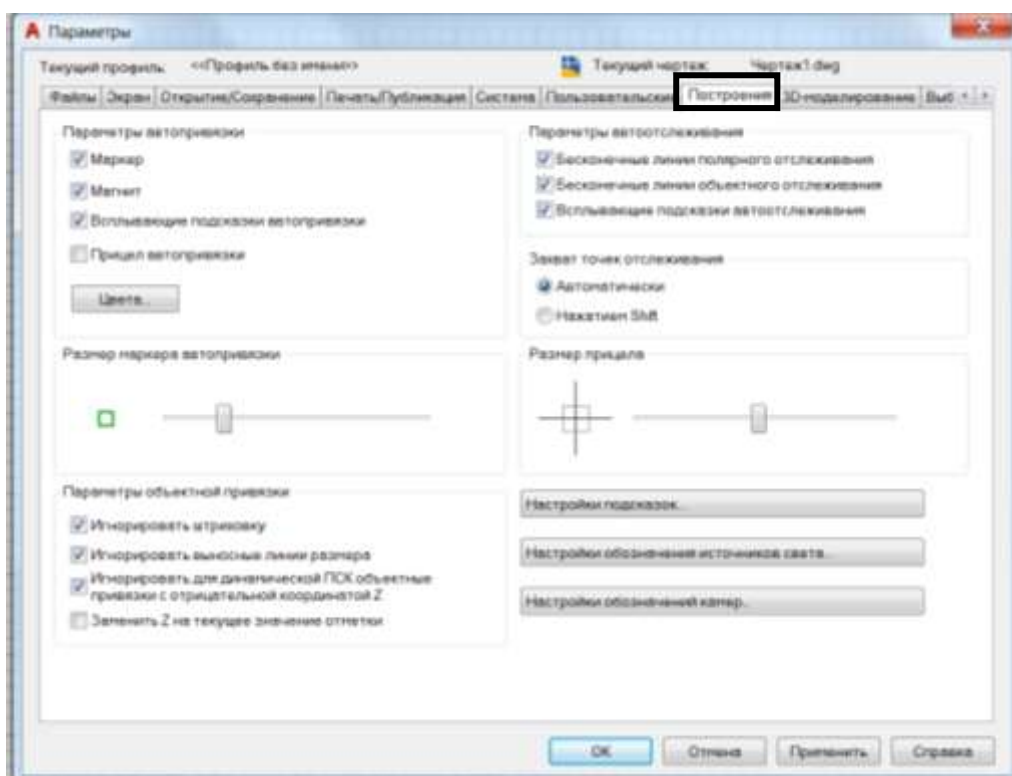 Параметры
Текущий профиль: <<Профиль без имени>> Текущий чертеж: Чертеж1.dwg
Файлы Экран Открытие/Сохранение Печать/Публикация Система Пользовательские Построения 3D-моделирование Выб
Параметры автопривязки
Маркер
Магнит
Всплывающие подсказки автопривязки
Прицел автопривязки
Цвета...
Параметры автоотслеживания
Бесконечные линии полярного отслеживания
Бесконечные линии объектного отслеживания
Всплывающие подсказки автоотслеживания
Захват точек отслеживания
Автоматически
Нажатием Shift
Размер маркера автопривязки
Размер прицела
Параметры объектной привязки
Игнорировать штриховку
Игнорировать выносные линии размера
Игнорировать для динамической ПСК объектные
привязки с отрицательной координатой Z
Заменить Z на текущее значение отметки
Настройки подсказок...
Настройки обозначения источников света...
Настройки обозначений камер...
ОК Отмена Применить Справка